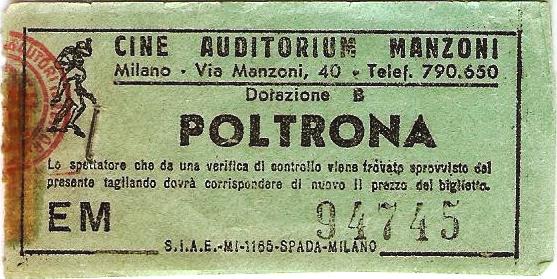 CINE AUDITORIUM MANZONI
Milano - Via Manzoni, 40 - Telef. 790.650
Dotazione B
POLTRONA
Lo spettatore che da una verifica di controllo viene trovato sprovvisto del
presente tagliando dovrà corrispondere di nuovo il prezzo del biglietto.
EM 94745
S.I.A.E.-MI-1165-SPADA-MILANO